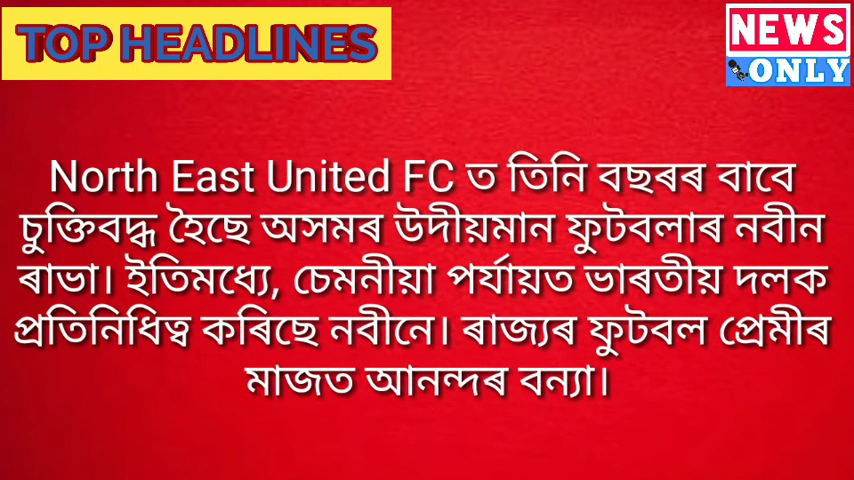 TOP HEADLINES
NEWS
ONLY
North East United FC ত তিনি বছৰৰ বাবে
চুক্তিবদ্ধ হৈছে অসমৰ উদীয়মান ফুটবলাৰ নবীন
ৰাভা। ইতিমধ্যে, চেমনীয়া পৰ্যায়ত ভাৰতীয় দলক
প্ৰতিনিধিত্ব কৰিছে নবীনে। ৰাজ্যৰ ফুটবল প্ৰেমীৰ
মাজত আনন্দৰ বন্যা।